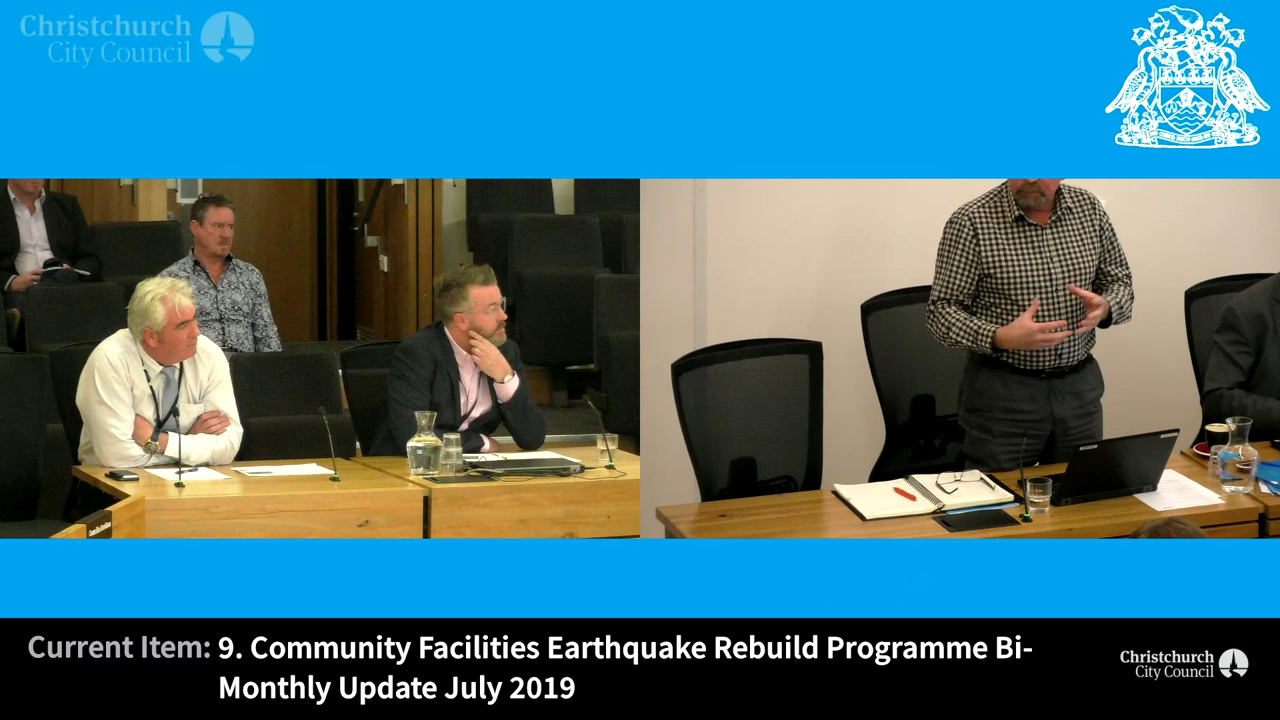 Christchurch
City Council
Current Item: 9. Community Facilities Earthquake Rebuild Programme Bi-
Monthly Update July 2019
Christchurch
City Council